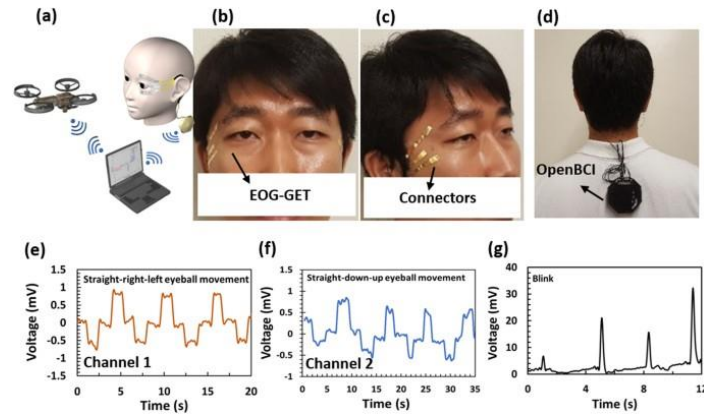 (a)
(b)
(c)
(d)
EOG-GET
Connectors
OpenBCI
(e)
Voltage (mV)
1.5
1
0.5
0
-0.5
-1
-1.5
Straight-right-left eyeball movement
Channel 1
0 5 10 15 20
Time (s)
(f)
Voltage (mV)
1.5
1
0.5
0
-0.5
-1
Straight-down-up eyeball movement
Channel 2
0 5 10 15 20 25 30 35
Time (s)
(g)
Voltage (mV)
40
30
20
10
0
Blink
0 4 8 12
Time (s)